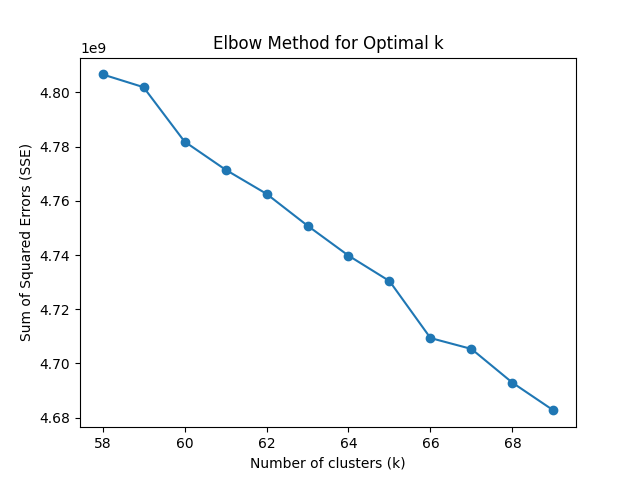 Elbow Method for Optimal k
1e9
4.80
4.78
4.76
4.74
4.72
4.70
4.68
Sum of Squared Errors (SSE)
58 60 62 64 66 68
Number of clusters (k)